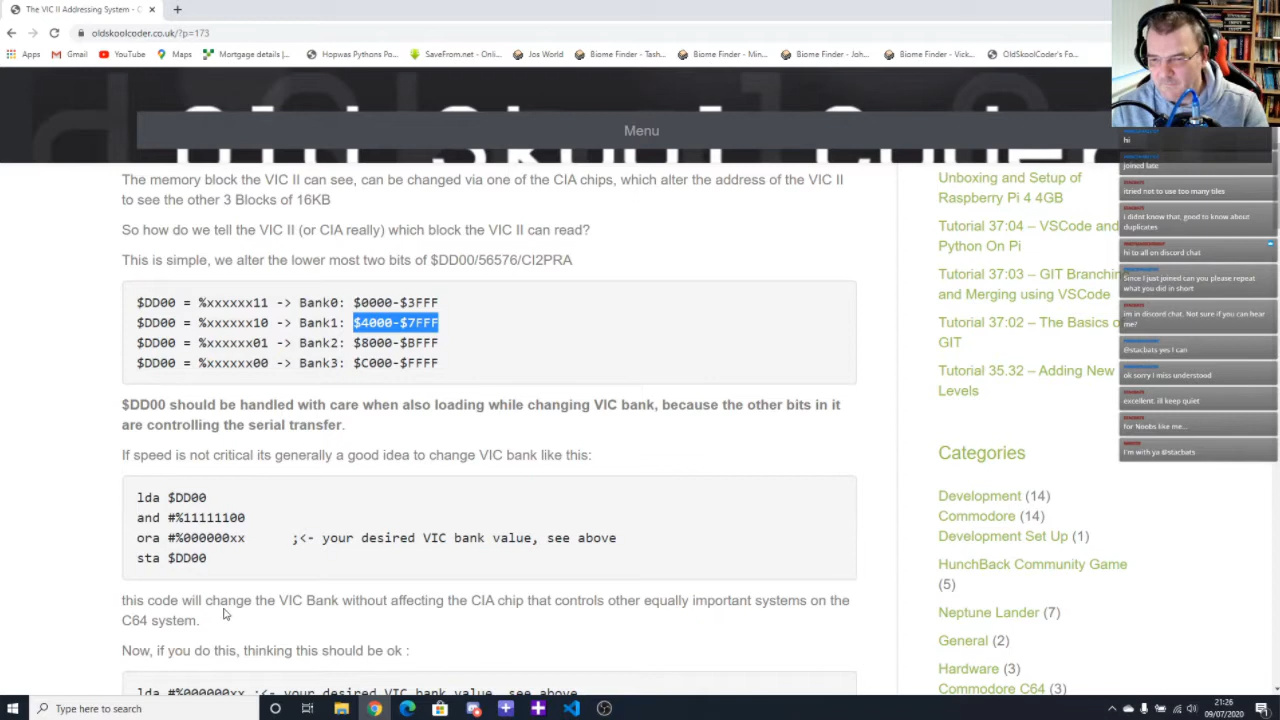 The VIC II Addressing System - C
oldskoolcoder.co.uk/?p=173
Apps
Gmail
YouTube
Maps
Mortgage details |...
Hopwas Pythons Po...
SaveFrom.net - Onli...
Jos World
Biome Finder - Tash...
Biome Finder - Min...
Biome Finder - Joh...
Biome Finder - Vick...
OldSkoolCoder's Fo...
Menu
The memory block the VIC II can see, can be changed via one of the CIA chips, which alter the address of the VIC II
to see the other 3 Blocks of 16KB
So how do we tell the VIC II (or CIA really) which block the VIC II can read?
This is simple, we alter the lower most two bits of $DD00/56576/CI2PRA
$DD00 = %xxxxxx11 -> Bank0: $0000-$3FFF
$DD00 = %xxxxxx10 -> Bank1: $4000-$7FFF
$DD00 = %xxxxxx01 -> Bank2: $8000-$BFFF
$DD00 = %xxxxxx00 -> Bank3: $C000-$FFFF
$DD00 should be handled with care when alsoloading while changing VIC bank, because the other bits in it
are controlling the serial transfer.
If speed is not critical its generally a good idea to change VIC bank like this:
lda $DD00
and #%11111100
ora #%000000xx ;<- your desired VIC bank value, see above
sta $DD00
this code will change the VIC Bank without affecting the CIA chip that controls other equally important systems on the
C64 system.
Now, if you do this, thinking this should be ok :
lda #%000000xx ;<- your desired VIC bank value, see above
Unboxing and Setup of
Raspberry Pi 4 4GB
Tutorial 37:04 – VSCode and
Python On Pi
Tutorial 37:03 – GIT Branchin
and Merging using VSCode
Tutorial 37:02 – The Basics o
GIT
Tutorial 35.32 – Adding New
Levels
Categories
Development (14)
Commodore (14)
Development Set Up (1)
HunchBack Community Game
(5)
Neptune Lander (7)
General (2)
Hardware (3)
Commodore C64 (3)
hi
joined late
itried not to use too many tiles
i didnt know that, good to know about
duplicates
hi to all on discord chat
Since I just joined can you please repeat
what you did in short
im in discord chat. Not sure if you can hear
me?
@stacbats yes I can
ok sorry I miss understood
excellent. ill keep quiet
for Noobs like me...
I'm with ya @stacbats
Type here to search
21:26
09/07/2020